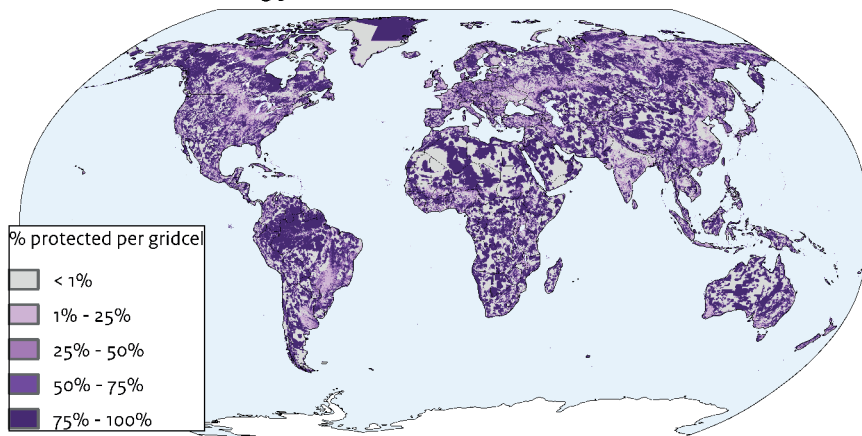 % protected per gridcel
< 1%
1% - 25%
25% - 50%
50% - 75%
75% - 100%